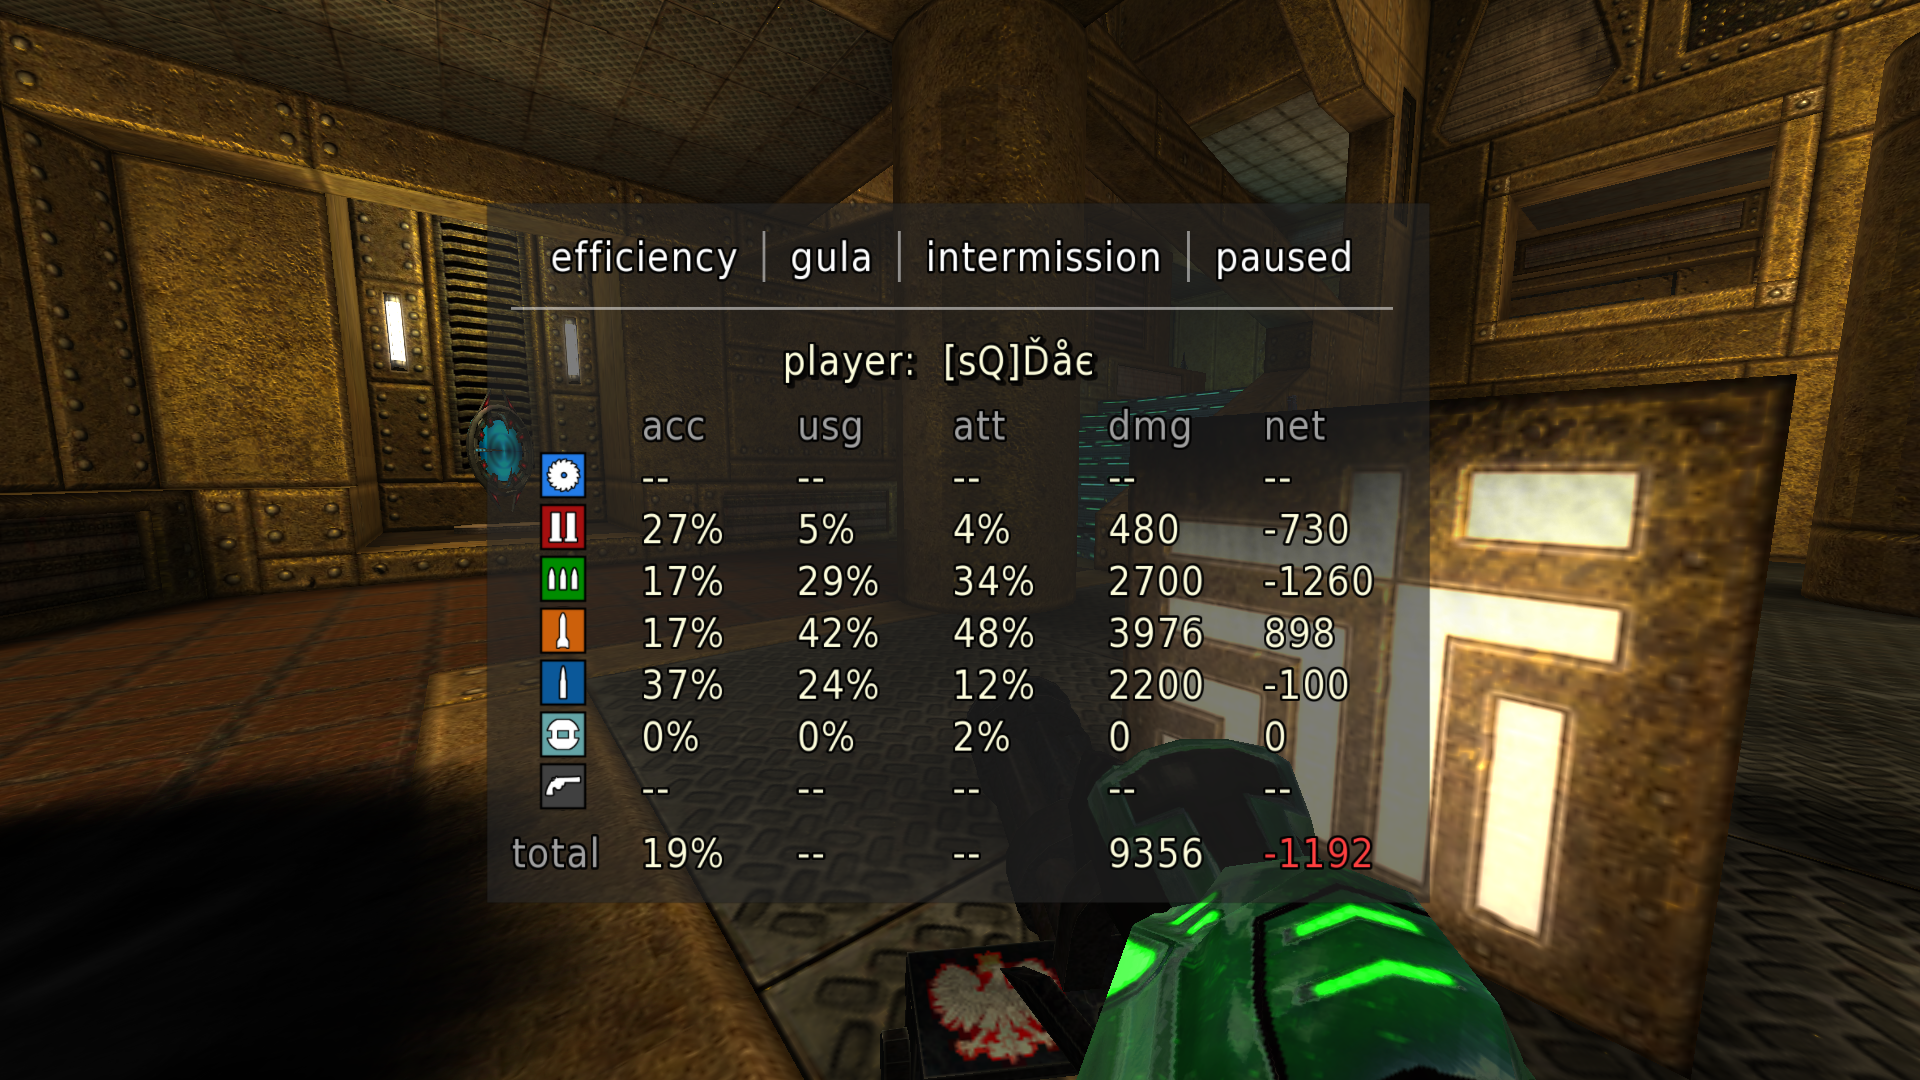 efficiency | gula | intermission | paused
player: [sQ]Ďåє
acc usg att dmg net
-- -- -- -- --
27% 5% 4% 480 -730
17% 29% 34% 2700 -1260
17% 42% 48% 3976 898
37% 24% 12% 2200 -100
0% 0% 2% 0 0
-- -- -- -- --
total 19% -- -- 9356 -1192